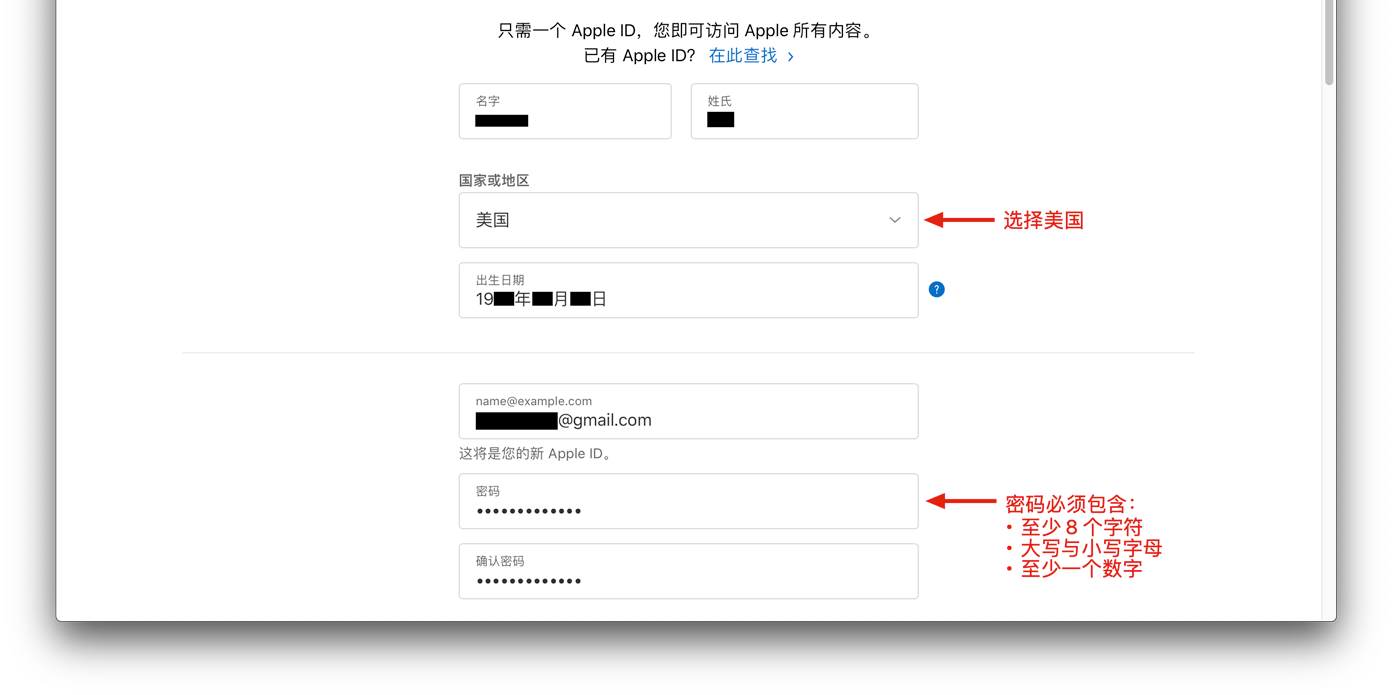 只需一个 Apple ID，您即可访问 Apple 所有内容。
已有 Apple ID？ 在此查找 ›
名字
姓氏
国家或地区
美国
选择美国
出生日期
19 年 月 日
?
name@example.com
@gmail.com
这将是您的新 Apple ID。
密码
•••••••••••••
密码必须包含：
• 至少 8 个字符
• 大写与小写字母
• 至少一个数字
确认密码
•••••••••••••